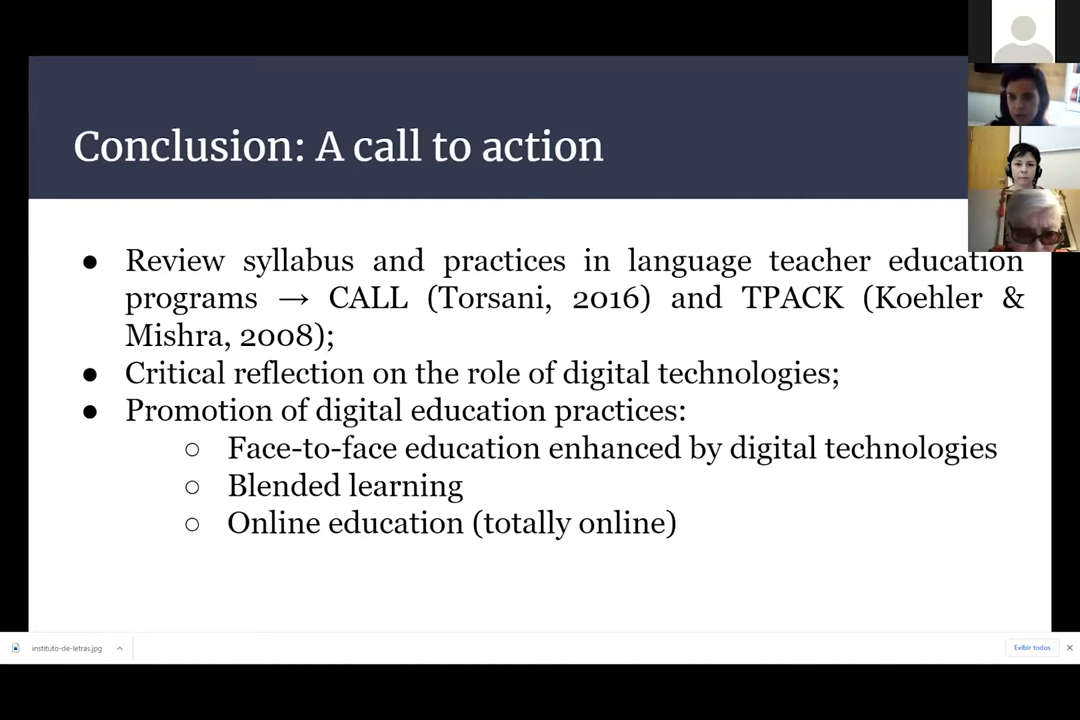 Conclusion: A call to action
● Review syllabus and practices in language teacher education
programs → CALL (Torsani, 2016) and TPACK (Koehler &
Mishra, 2008);
● Critical reflection on the role of digital technologies;
● Promotion of digital education practices:
○ Face-to-face education enhanced by digital technologies
○ Blended learning
○ Online education (totally online)
instituto-de-letras.jpg
Exibir todos